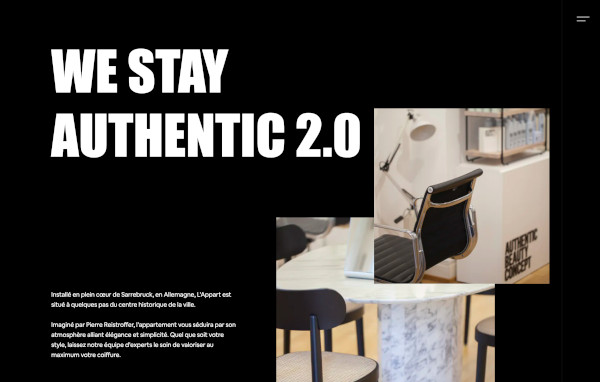 WE STAY
AUTHENTIC 2.0
AUTHENTIC
BEAUTY
CONCEPT
Installé en plein cœur de Sarrebruck, en Allemagne, L'Appart est
situé à quelques pas du centre historique de la ville.
Imaginé par Pierre Reistroffer, l'appartement vous séduira par son
atmosphère alliant élégance et simplicité. Quel que soit votre
style, laissez notre équipe d'experts le soin de valoriser au
maximum votre coiffure.